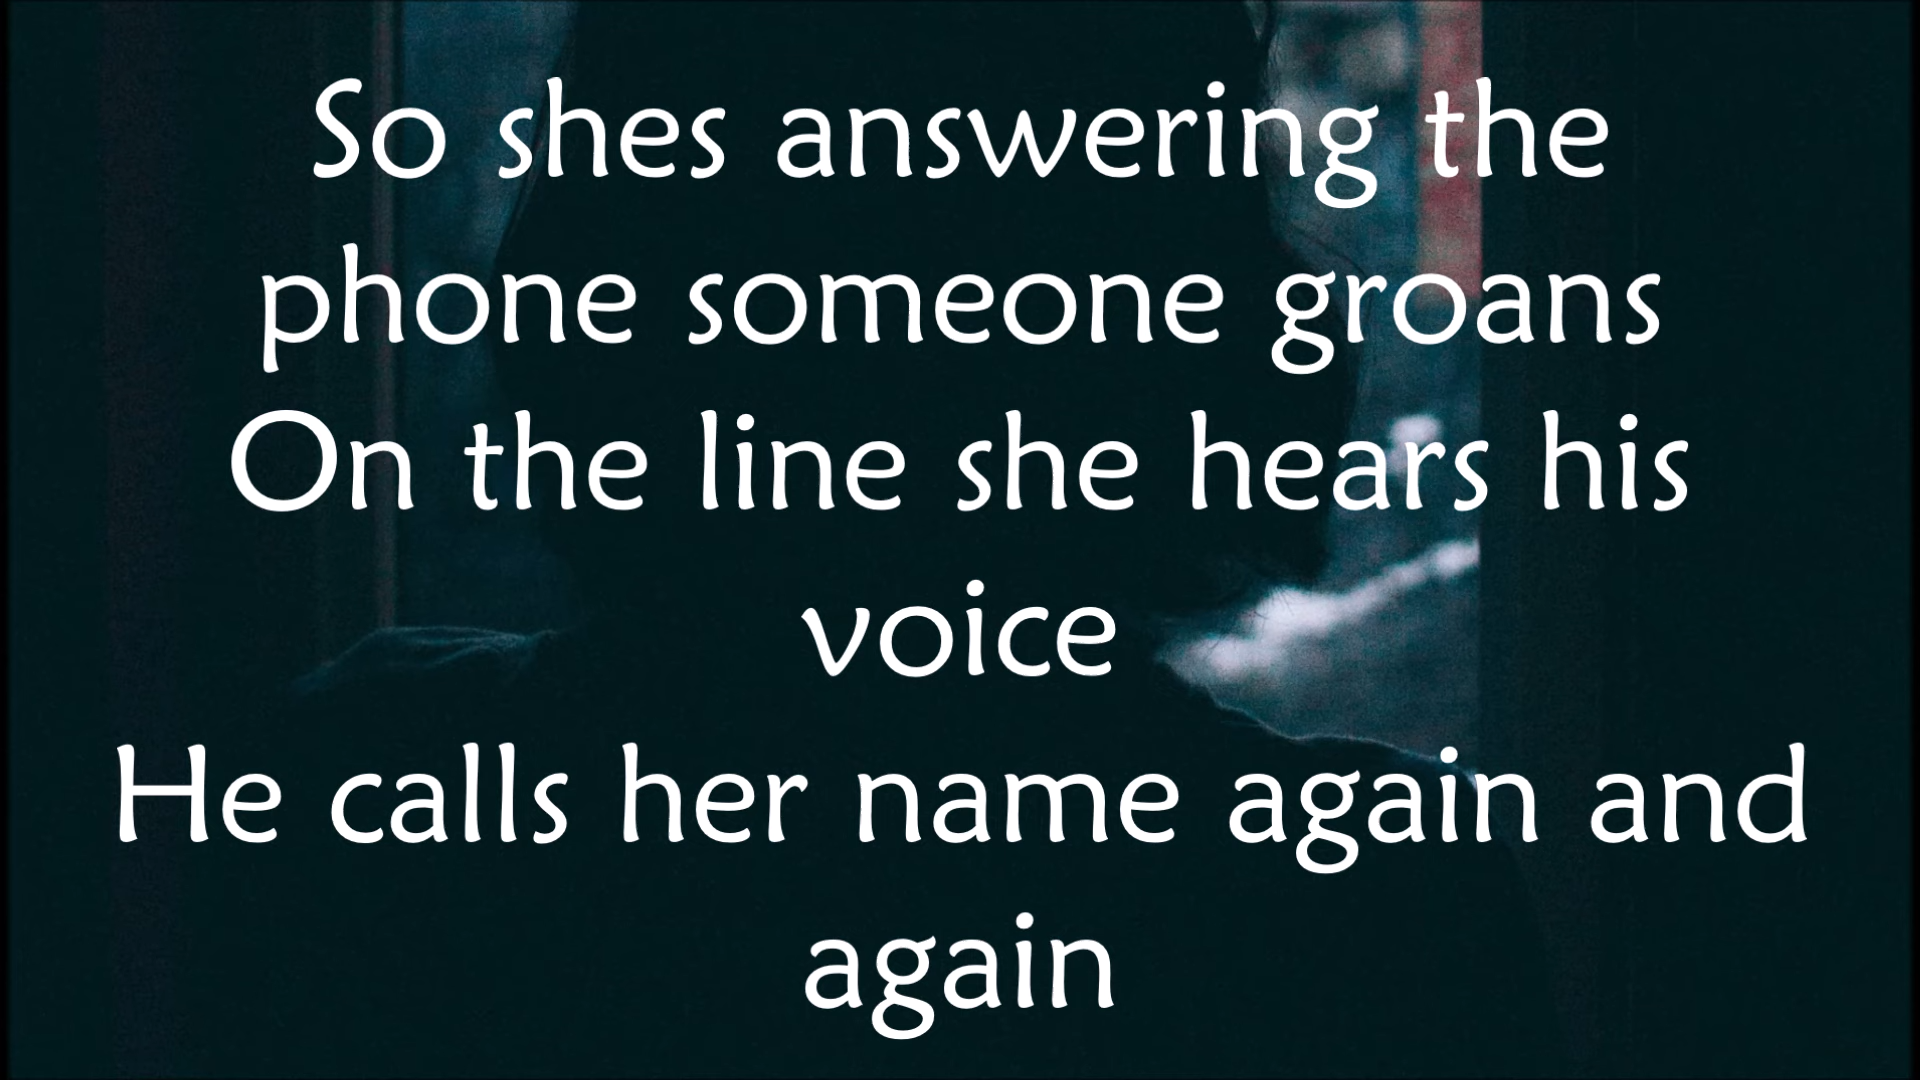 So shes answering the
phone someone groans
On the line she hears his
voice
He calls her name again and
again